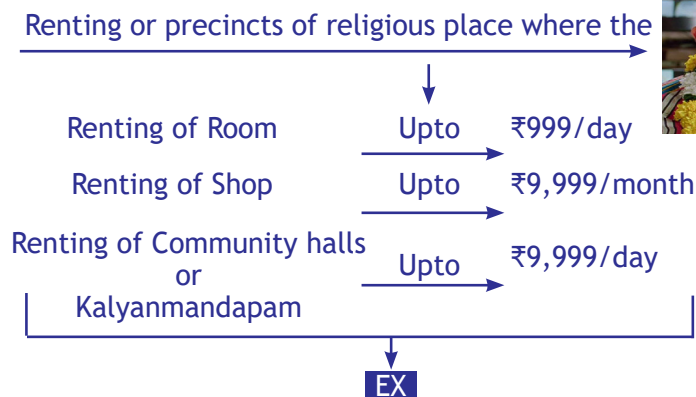 Renting or precincts of religious place where the
Renting of Room Upto ₹999/day
Renting of Shop Upto ₹9,999/month
Renting of Community halls
or
Kalyanmandapam
Upto ₹9,999/day
EX